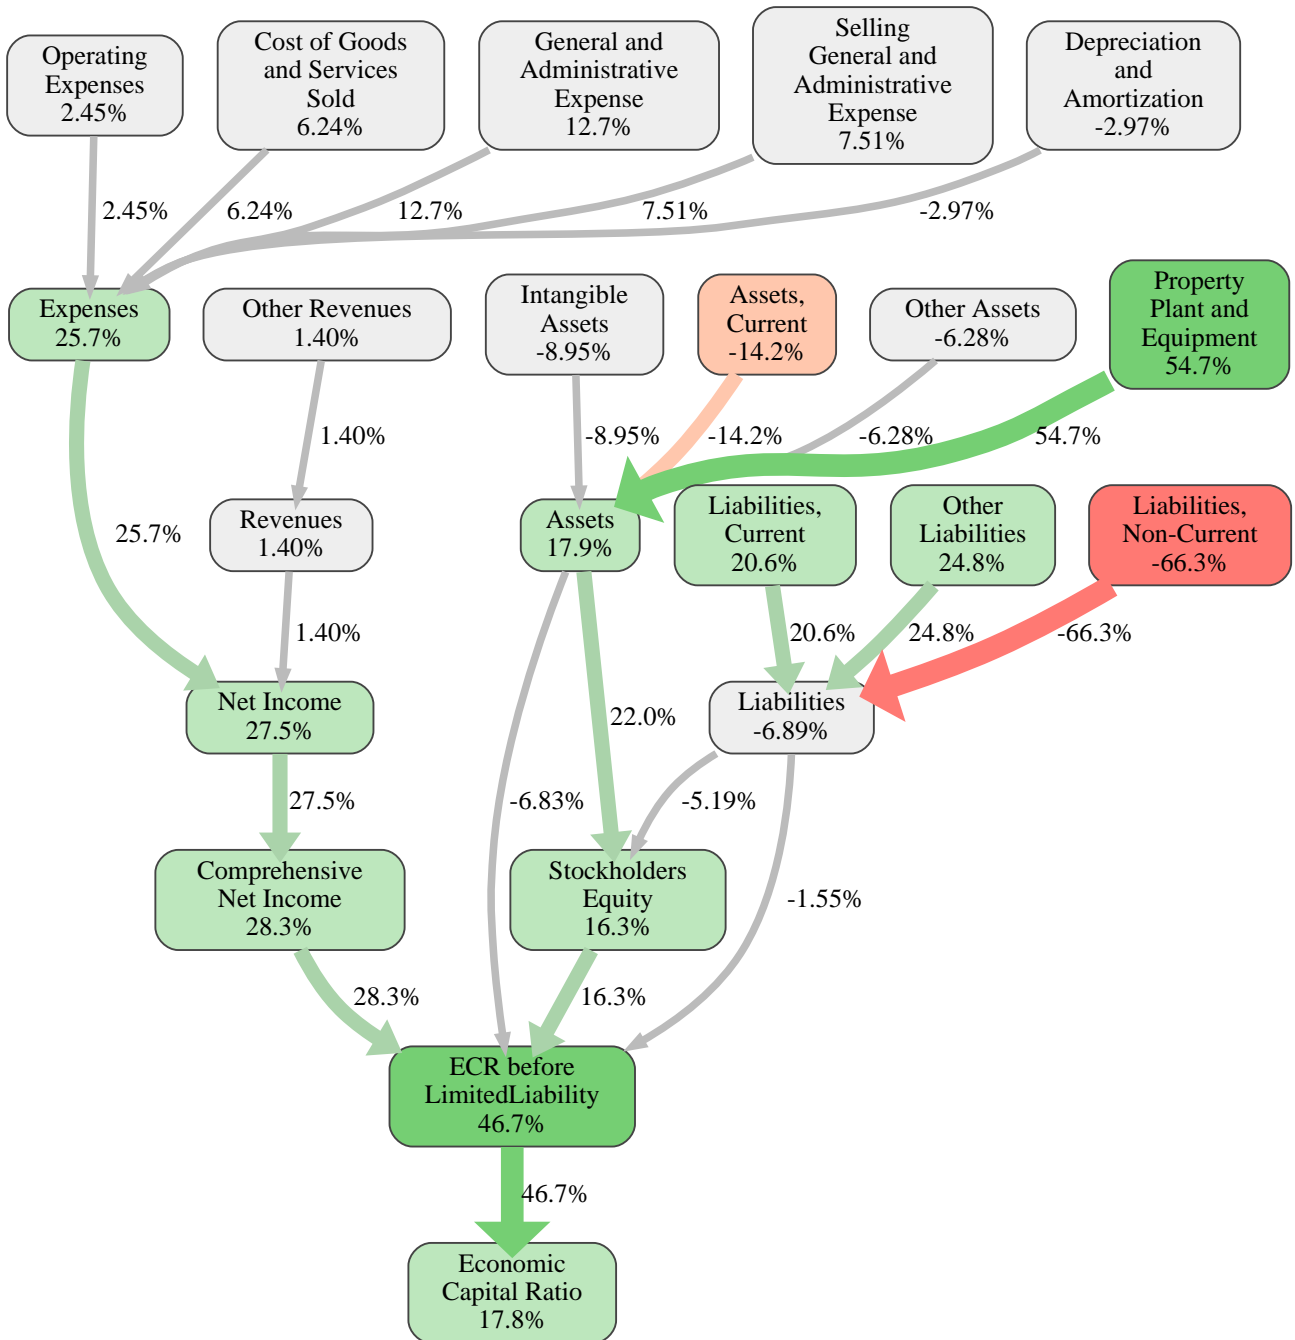 Operating
Expenses
2.45%
Cost of Goods
and Services
Sold
6.24%
General and
Administrative
Expense
12.7%
Selling
General and
Administrative
Expense
7.51%
Depreciation
and
Amortization
-2.97%
2.45%
6.24%
12.7%
7.51%
-2.97%
Expenses
25.7%
Other Revenues
1.40%
Intangible
Assets
-8.95%
Assets,
Current
-14.2%
Other Assets
-6.28%
Property
Plant and
Equipment
54.7%
1.40%
-8.95%
-14.2%
-6.28%
54.7%
25.7%
Revenues
1.40%
Assets
17.9%
Liabilities,
Current
20.6%
Other
Liabilities
24.8%
Liabilities,
Non-Current
-66.3%
1.40%
20.6%
24.8%
-66.3%
Net Income
27.5%
22.0%
Liabilities
-6.89%
27.5%
-6.83%
-5.19%
Comprehensive
Net Income
28.3%
Stockholders
Equity
16.3%
-1.55%
28.3%
16.3%
ECR before
LimitedLiability
46.7%
46.7%
Economic
Capital Ratio
17.8%